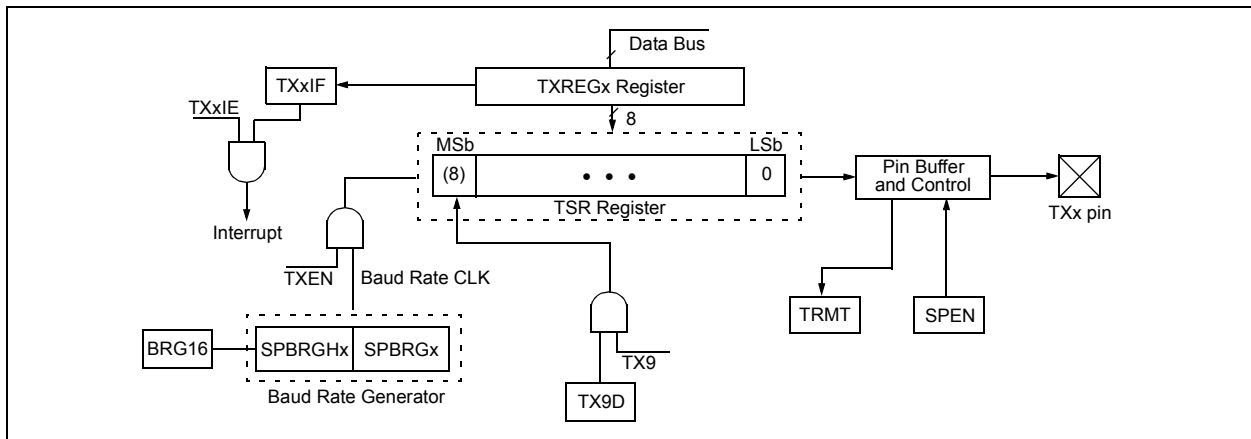 Data Bus
TXREGx Register
TXxIF
TXxIE
8
MSb
LSb
(8)
• • •
0
TSR Register
Pin Buffer
and Control
TXx pin
Interrupt
TXEN
Baud Rate CLK
TRMT
SPEN
BRG16
SPBRGHx
SPBRGx
TX9
Baud Rate Generator
TX9D